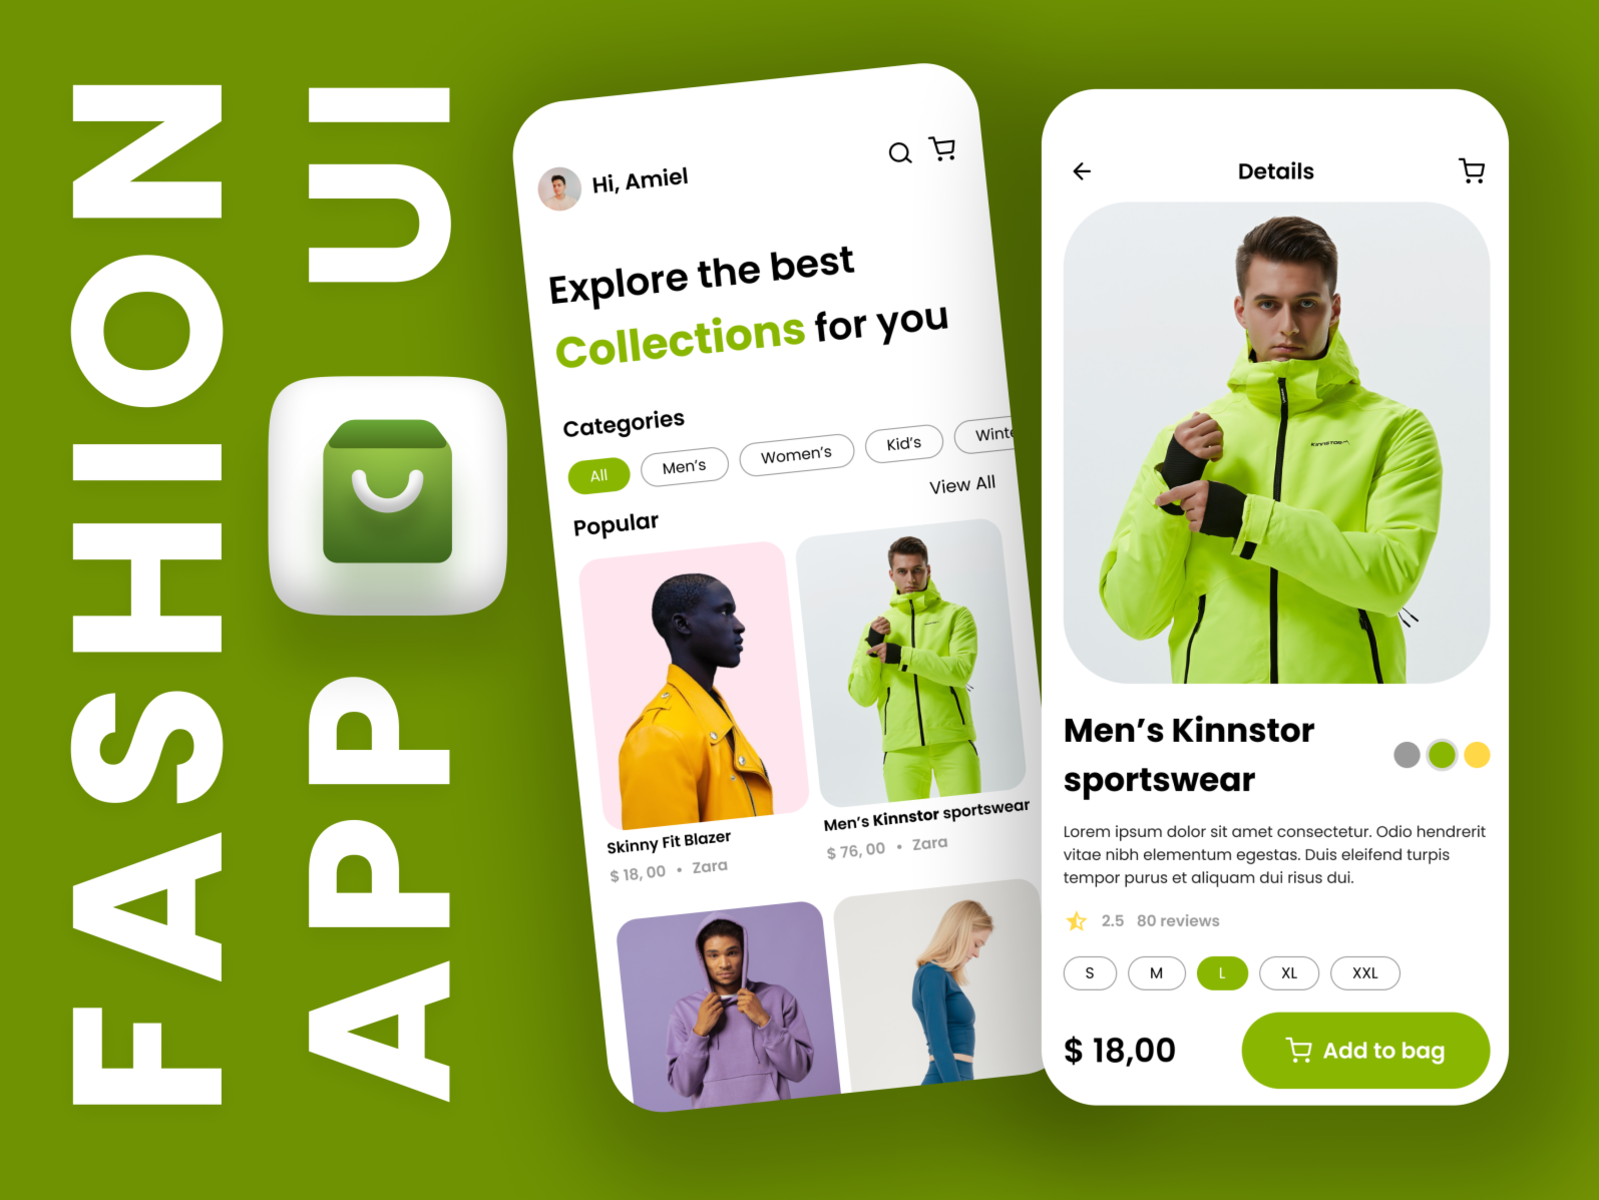 FASHION
APP UI
Hi, Amiel
Explore the best
Collections for you
Categories
All
Men's
Women's
Kid's
Winte
View All
Popular
Skinny Fit Blazer
$ 18, 00 • Zara
Men's Kinnstor sportswear
$ 76, 00 • Zara
Details
Men's Kinnstor
sportswear
Lorem ipsum dolor sit amet consectetur. Odio hendrerit
vitae nibh elementum egestas. Duis eleifend turpis
tempor purus et aliquam dui risus dui.
2.5 80 reviews
S M L XL XXL
$ 18,00
Add to bag